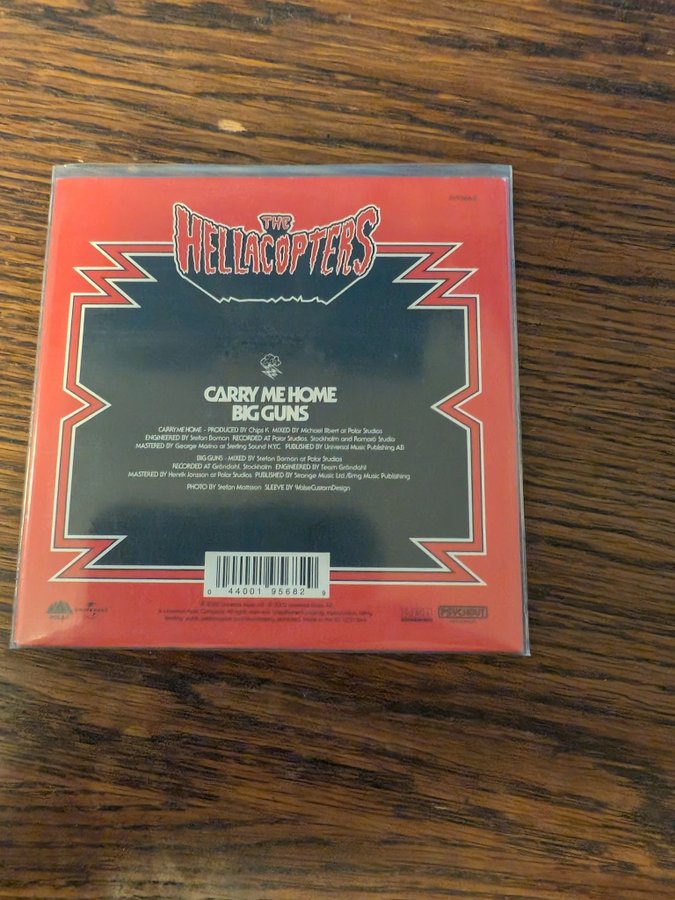 THE
HELLACOPTERS
CARRY ME HOME
BIG GUNS
CARRY ME HOME - PRODUCED BY Chips K. MIXED BY Michael Ilbert at Polar Studios
ENGINEERED BY Stefan Boman RECORDED AT Polar Studios, Stockholm and Ramasö Studio
MASTERED BY George Marino at Sterling Sound N.Y.C. PUBLISHED BY Universal Music Publishing AB
BIG GUNS - MIXED BY Stefan Boman at Polar Studios
RECORDED AT Gröndahl, Stockholm ENGINEERED BY Team Gröndahl
MASTERED BY Henrik Jonsson at Polar Studios PUBLISHED BY Strange Music Ltd./Bmg Music Publishing
PHOTO BY Stefan Mattsson SLEEVE BY WalseCustomDesign
0 44001 95682 9
POLAR
PSYCHOUT